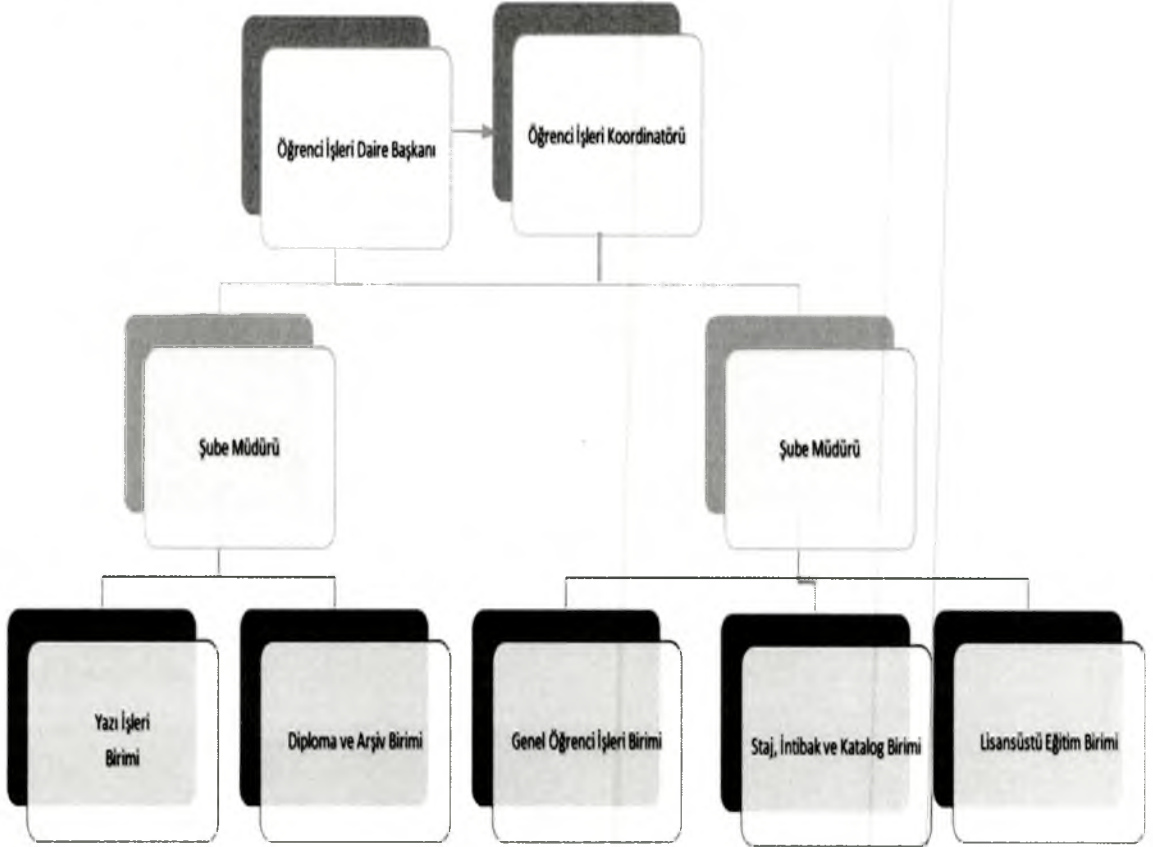 Öğrenci İşleri Daire Başkanı
Öğrenci İşleri Koordinatörü
Şube Müdürü
Şube Müdürü
Yazı İşleri
Birimi
Diploma ve Arşiv Birimi
Genel Öğrenci İşleri Birimi
Staj, İntibak ve Katalog Birimi
Lisansüstü Eğitim Birimi